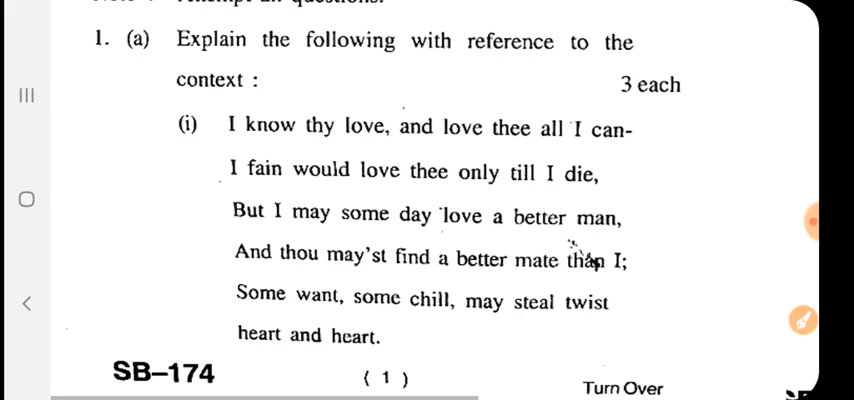 1. (a) Explain the following with reference to the
context : 3 each
(i) I know thy love, and love thee all I can-
I fain would love thee only till I die,
But I may some day love a better man,
And thou may'st find a better mate than I;
Some want, some chill, may steal twist
heart and heart.
SB–174 ( 1 ) Turn Over